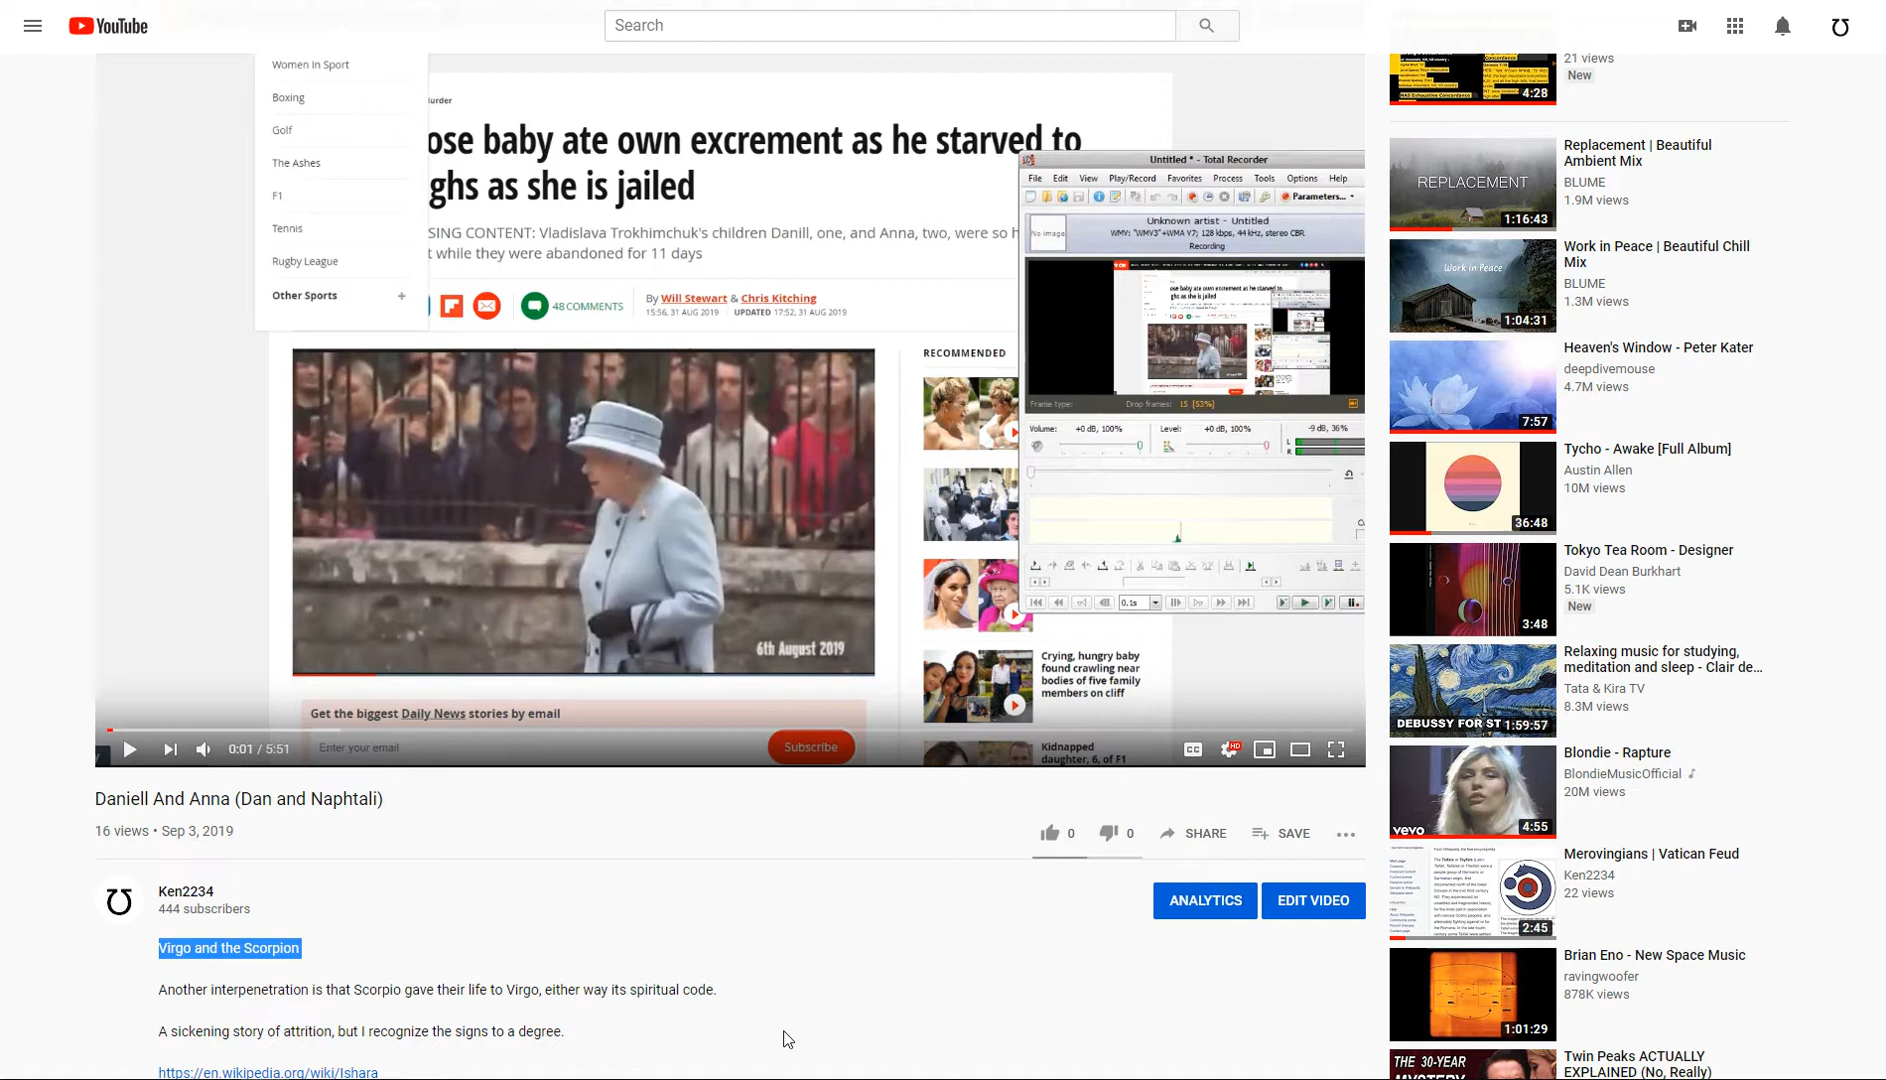 YouTube
Search
Women In Sport
Boxing
Golf
The Ashes
F1
Tennis
Rugby League
Other Sports +
urder
ose baby ate own excrement as he starved to
ghs as she is jailed
SING CONTENT: Vladislava Trokhimchuk's children Danill, one, and Anna, two, were so h
t while they were abandoned for 11 days
48 COMMENTS
By Will Stewart & Chris Kitching
15:56, 31 AUG 2019 UPDATED 17:52, 31 AUG 2019
6th August 2019
Get the biggest Daily News stories by email
Enter your email
Subscribe
RECOMMENDED
Crying, hungry baby
found crawling near
bodies of five family
members on cliff
Kidnapped
daughter, 6, of F1
Untitled * - Total Recorder
File Edit View Play/Record Favorites Process Tools Options Help
Parameters...
No image
Unknown artist - Untitled
WMV: "WMV3"+WMA V7; 128 kbps, 44 kHz, stereo CBR
Recording
ose baby ate own excrement as he starved to
ghs as she is jailed
Frame type: Drop frames: 15 [53%]
Volume: +0 dB, 100% Level: +0 dB, 100% -9 dB, 36%
L
R
0.1s
0:01 / 5:51
CC
HD
Daniell And Anna (Dan and Naphtali)
16 views • Sep 3, 2019
0 0 SHARE SAVE
Ken2234
444 subscribers
ANALYTICS EDIT VIDEO
Virgo and the Scorpion
Another interpenetration is that Scorpio gave their life to Virgo, either way its spiritual code.
A sickening story of attrition, but I recognize the signs to a degree.
https://en.wikipedia.org/wiki/Ishara
4:28
21 views
New
REPLACEMENT
1:16:43
Replacement | Beautiful
Ambient Mix
BLUME
1.9M views
Work in Peace
1:04:31
Work in Peace | Beautiful Chill
Mix
BLUME
1.3M views
7:57
Heaven's Window - Peter Kater
deepdivemouse
4.7M views
36:48
Tycho - Awake [Full Album]
Austin Allen
10M views
3:48
Tokyo Tea Room - Designer
David Dean Burkhart
5.1K views
New
DEBUSSY FOR ST
1:59:57
Relaxing music for studying,
meditation and sleep - Clair de...
Tata & Kira TV
8.3M views
vevo
4:55
Blondie - Rapture
BlondieMusicOfficial
20M views
2:45
Merovingians | Vatican Feud
Ken2234
22 views
1:01:29
Brian Eno - New Space Music
ravingwoofer
878K views
THE 30-YEAR
MYSTERY
Twin Peaks ACTUALLY
EXPLAINED (No, Really)